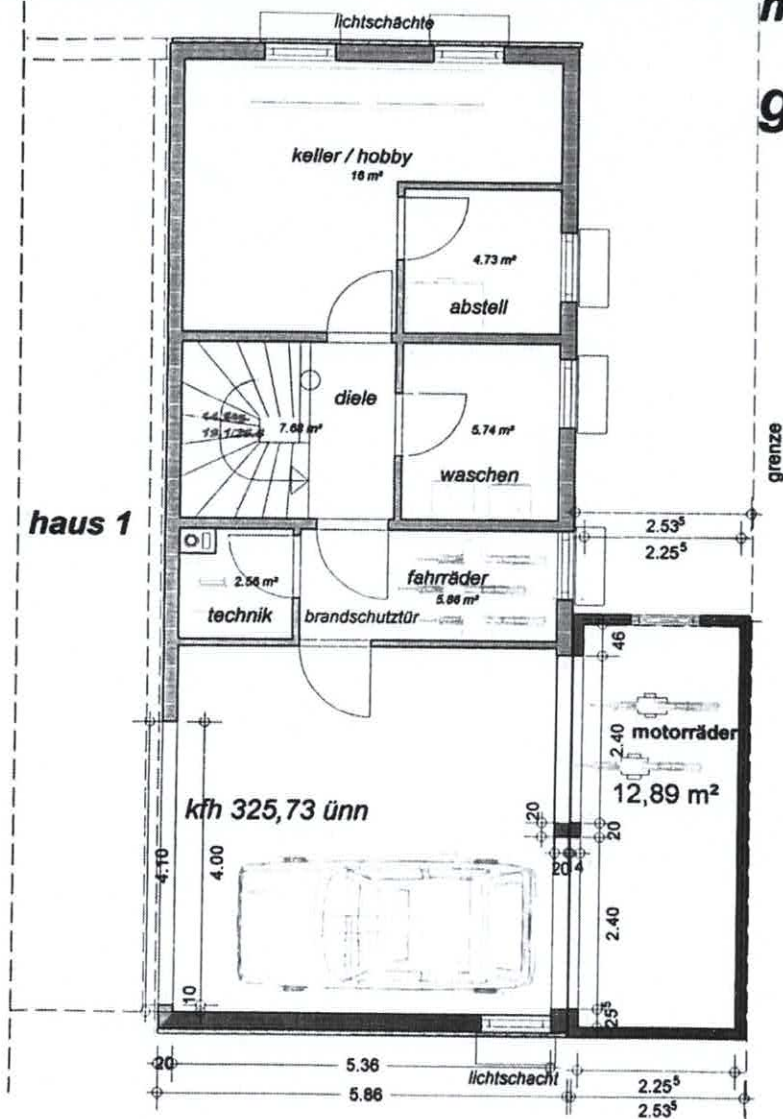 lichtschächte
g
keller / hobby
16 m²
4.73 m²
abstell
diele
7.68 m²
5.74 m²
waschen
grenze
haus 1
2.53⁵
2.25⁵
2.56 m²
technik
fahrräder
5.86 m²
brandschutztür
46
2.40
motorräder
12,89 m²
kfh 325,73 ünn
20
20
4.10
4.00
20 4
2.40
10
25⁵
20
5.36
lichtschacht
2.25⁵
5.86
2.53⁵